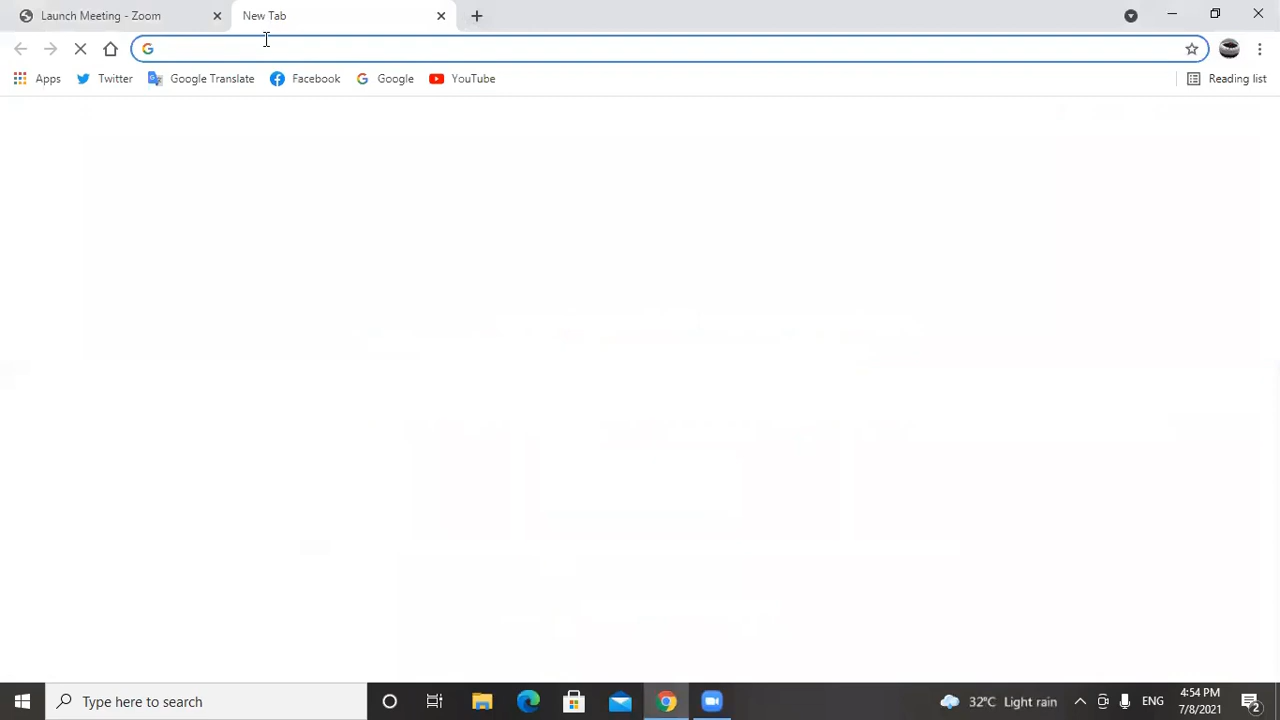 Launch Meeting - Zoom
New Tab
Apps
Twitter
Google Translate
Facebook
Google
YouTube
Reading list
Type here to search
32°C Light rain
ENG
4:54 PM
7/8/2021
2